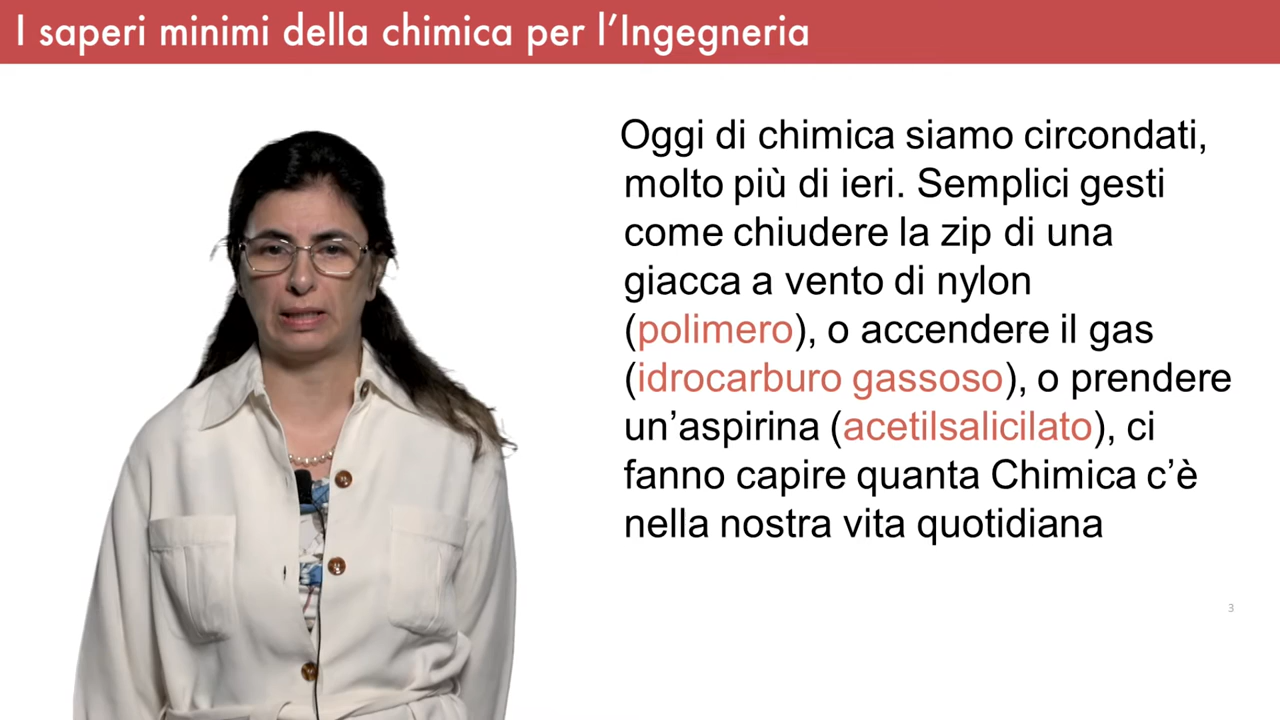 I saperi minimi della chimica per l’Ingegneria
Oggi di chimica siamo circondati,
molto più di ieri. Semplici gesti
come chiudere la zip di una
giacca a vento di nylon
(polimero), o accendere il gas
(idrocarburo gassoso), o prendere
un’aspirina (acetilsalicilato), ci
fanno capire quanta Chimica c’è
nella nostra vita quotidiana
3